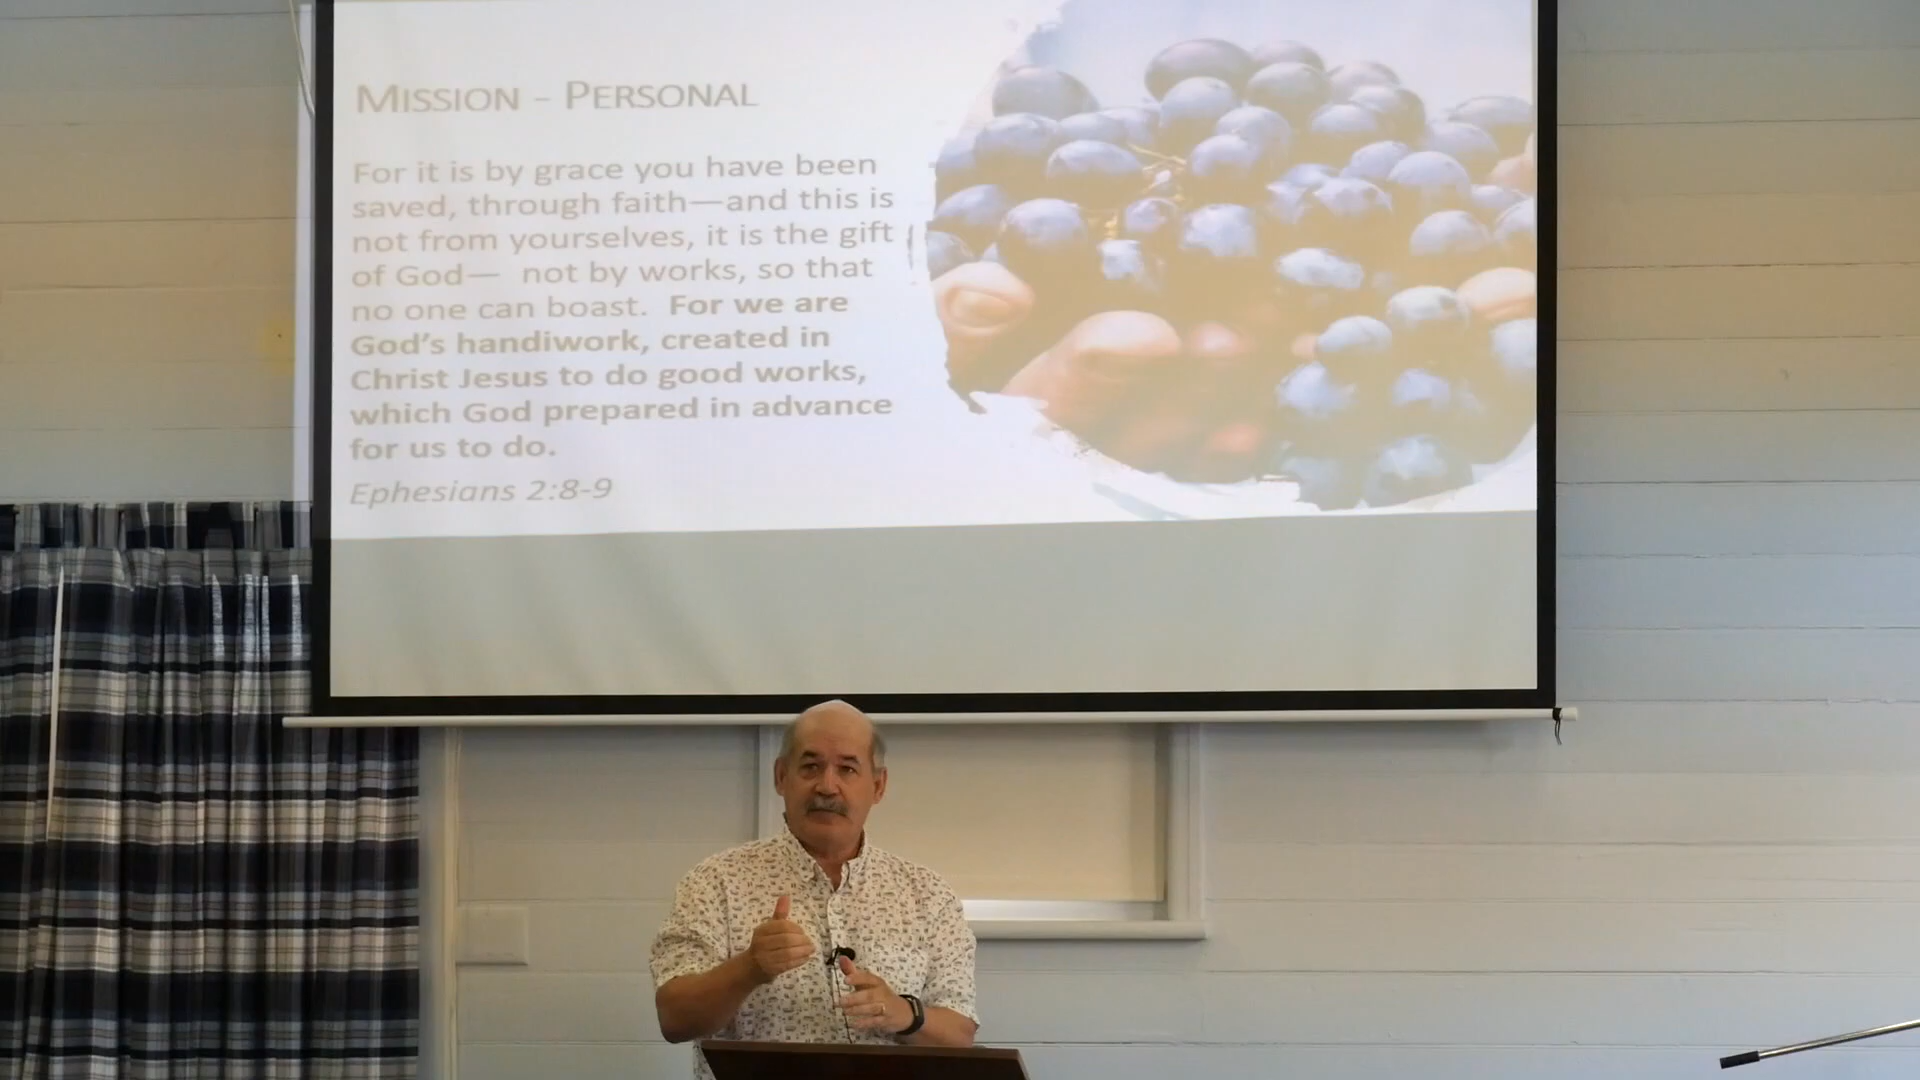 MISSION – PERSONAL
For it is by grace you have been
saved, through faith—and this is
not from yourselves, it is the gift
of God— not by works, so that
no one can boast. For we are
God’s handiwork, created in
Christ Jesus to do good works,
which God prepared in advance
for us to do.
Ephesians 2:8-9